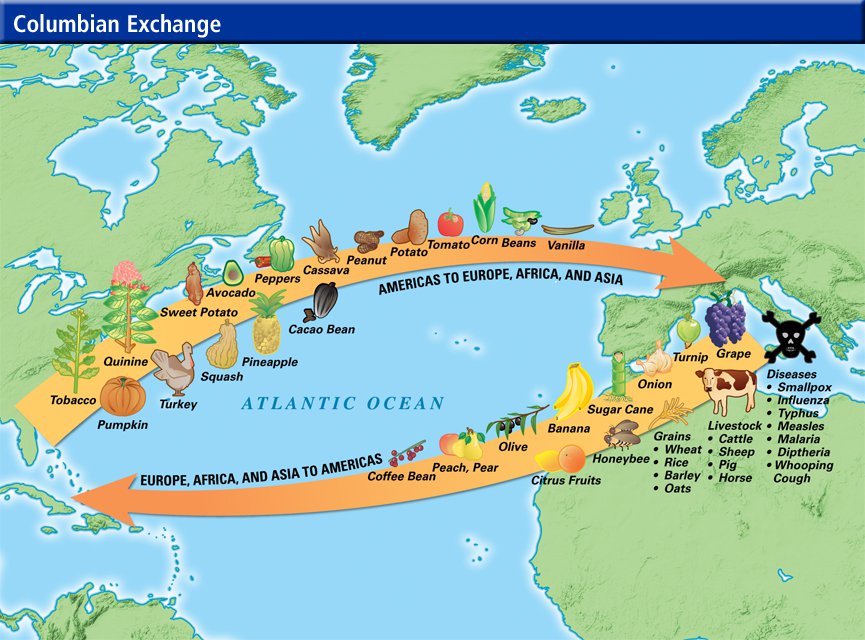 Columbian Exchange
AMERICAS TO EUROPE, AFRICA, AND ASIA
Tobacco
Quinine
Pumpkin
Turkey
Sweet Potato
Squash
Avocado
Pineapple
Peppers
Cacao Bean
Cassava
Peanut
Potato
Tomato
Corn
Beans
Vanilla
ATLANTIC OCEAN
EUROPE, AFRICA, AND ASIA TO AMERICAS
Coffee Bean
Peach, Pear
Olive
Citrus Fruits
Banana
Honeybee
Sugar Cane
Onion
Turnip
Grape
Grains
• Wheat
• Rice
• Barley
• Oats
Livestock
• Cattle
• Sheep
• Pig
• Horse
Diseases
• Smallpox
• Influenza
• Typhus
• Measles
• Malaria
• Diptheria
• Whooping
Cough